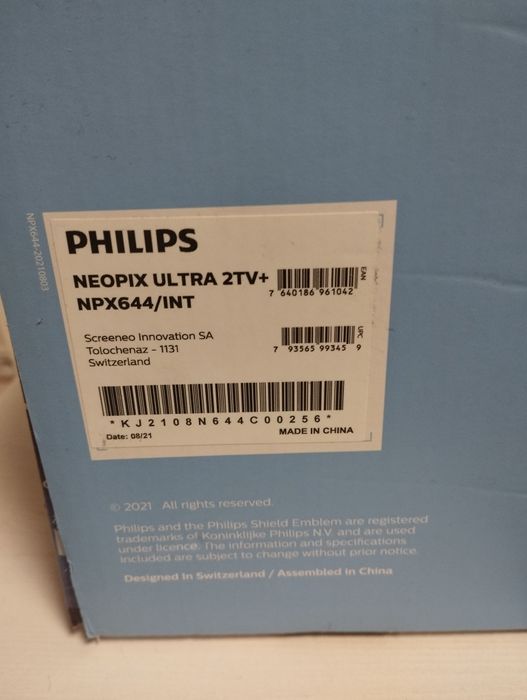 NPX644-20210803
PHILIPS
NEOPIX ULTRA 2TV+
NPX644/INT
EAN
7 640186 961042
Screeneo Innovation SA
Tolochenaz - 1131
Switzerland
UPC
7 93565 99345 9
*KJ2108N644C00256*
Date: 08/21
MADE IN CHINA
© 2021 All rights reserved.
Philips and the Philips Shield Emblem are registered
trademarks of Koninklijke Philips N.V. and are used
under licence. The information and specifications
included are subject to change without prior notice.
Designed in Switzerland / Assembled in China